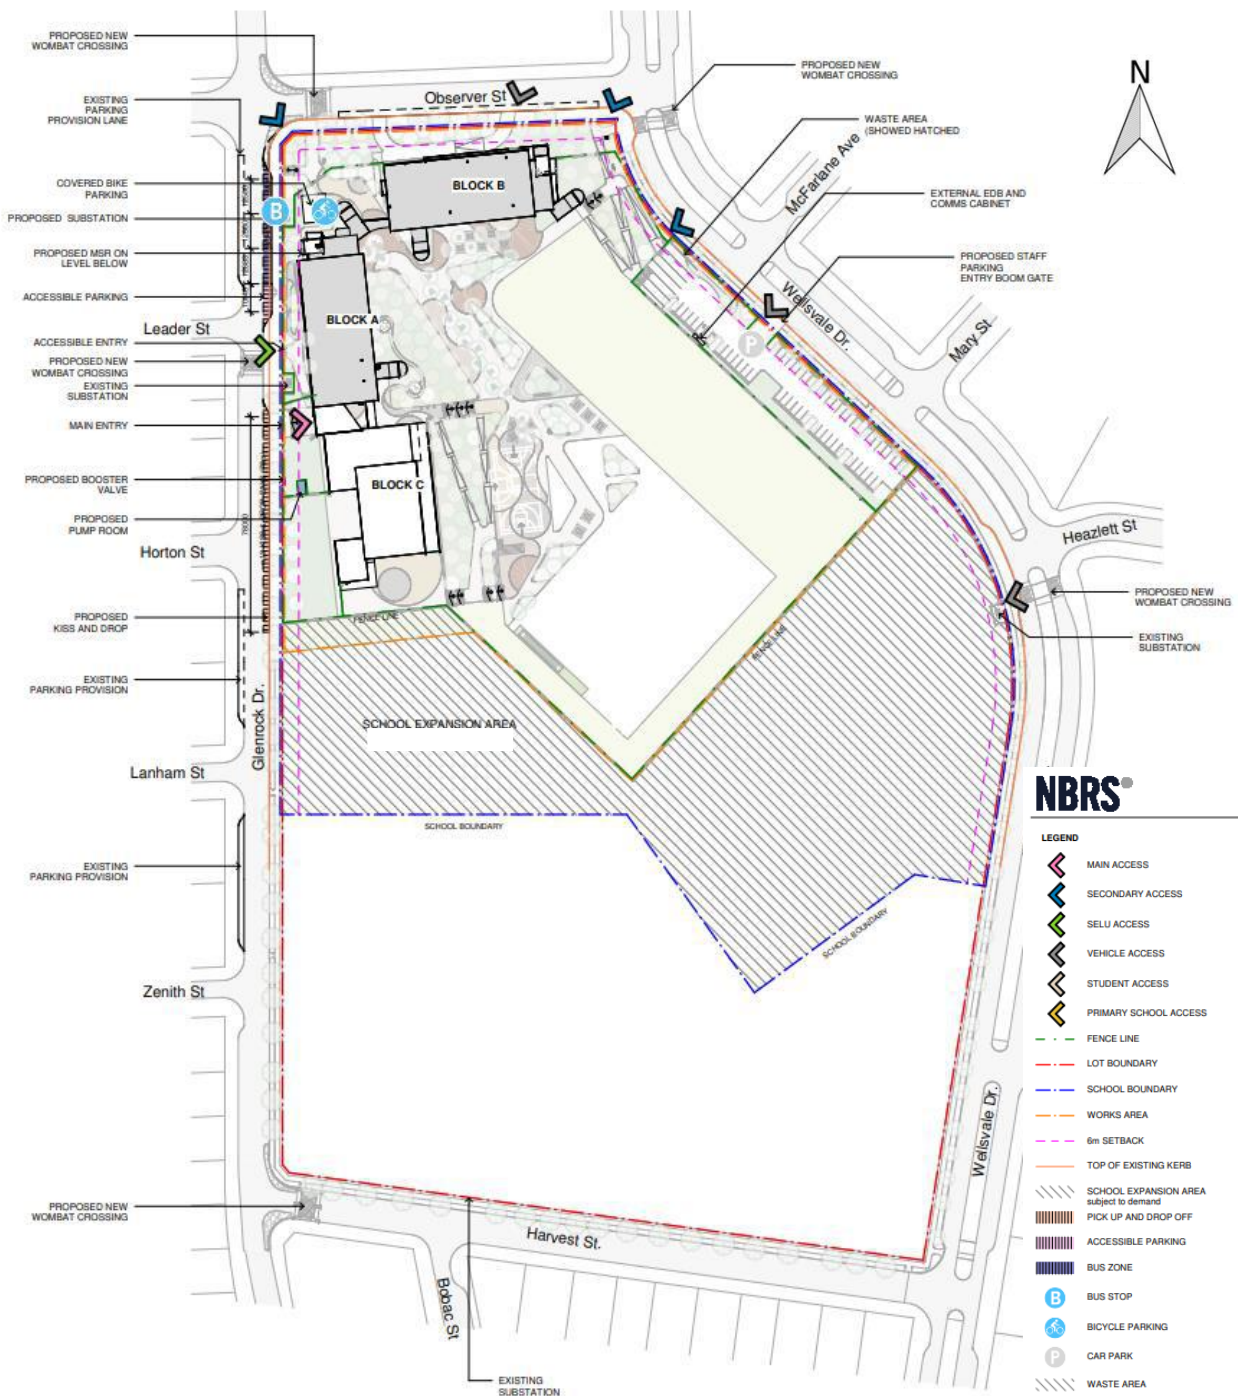 PROPOSED NEW
WOMBAT CROSSING
EXISTING
PARKING
PROVISION LANE
COVERED BIKE
PARKING
PROPOSED SUBSTATION
PROPOSED MSR ON
LEVEL BELOW
ACCESSIBLE PARKING
Leader St
ACCESSIBLE ENTRY
PROPOSED NEW
WOMBAT CROSSING
EXISTING
SUBSTATION
MAIN ENTRY
PROPOSED BOOSTER
VALVE
PROPOSED
PUMP ROOM
Horton St
PROPOSED
KISS AND DROP
EXISTING
PARKING PROVISION
Glenrock Dr.
Lanham St
EXISTING
PARKING PROVISION
Zenith St
PROPOSED NEW
WOMBAT CROSSING
Observer St
B
BLOCK B
BLOCK A
BLOCK C
78000
FENCE LINE
FENCE LINE
SCHOOL EXPANSION AREA
SCHOOL BOUNDARY
SCHOOL BOUNDARY
Harvest St.
Bobac St
EXISTING
SUBSTATION
PROPOSED NEW
WOMBAT CROSSING
WASTE AREA
(SHOWED HATCHED
McFarlane Ave
EXTERNAL EDB AND
COMMS CABINET
PROPOSED STAFF
PARKING
ENTRY BOOM GATE
P
Wellsvale Dr.
Mary St
Heazlett St
PROPOSED NEW
WOMBAT CROSSING
EXISTING
SUBSTATION
Wellsvale Dr.
N
NBRS
LEGEND
MAIN ACCESS
SECONDARY ACCESS
SELU ACCESS
VEHICLE ACCESS
STUDENT ACCESS
PRIMARY SCHOOL ACCESS
FENCE LINE
LOT BOUNDARY
SCHOOL BOUNDARY
WORKS AREA
6m SETBACK
TOP OF EXISTING KERB
SCHOOL EXPANSION AREA
subject to demand
PICK UP AND DROP OFF
ACCESSIBLE PARKING
BUS ZONE
B BUS STOP
BICYCLE PARKING
P CAR PARK
WASTE AREA